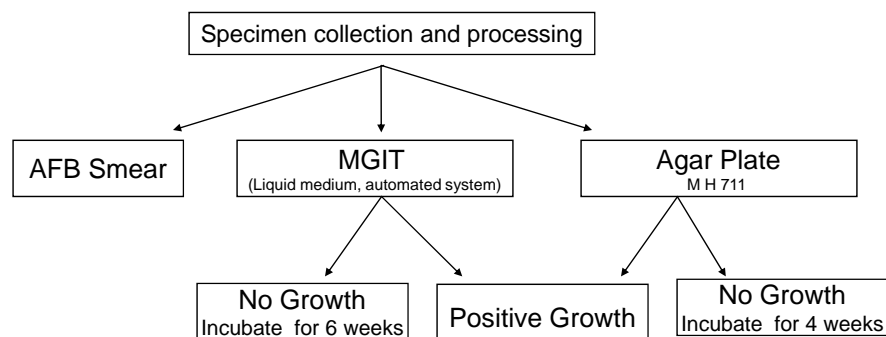 Specimen collection and processing
AFB Smear
MGIT
(Liquid medium, automated system)
Agar Plate
M H 711
No Growth
Incubate for 6 weeks
Positive Growth
No Growth
Incubate for 4 weeks